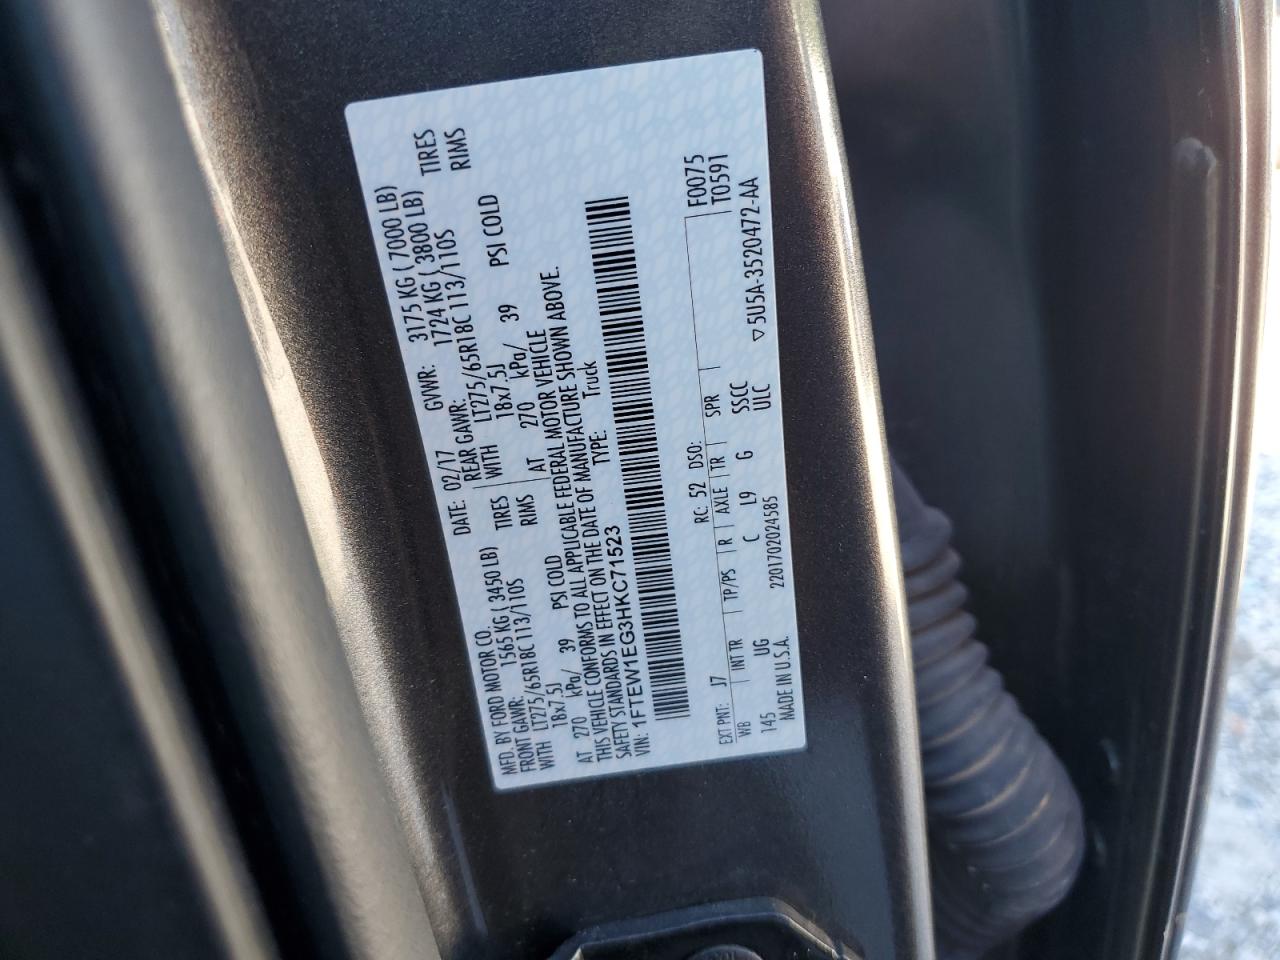 MFD. BY FORD MOTOR CO. DATE: 02/17 GVWR: 3175 KG ( 7000 LB)
FRONT GAWR: 1565 KG ( 3450 LB) REAR GAWR: 1724 KG ( 3800 LB)
WITH LT275/65R18C 113/110S TIRES WITH LT275/65R18C 113/110S TIRES
18x7.5J RIMS 18x7.5J RIMS
AT 270 kPa/ 39 PSI COLD AT 270 kPa/ 39 PSI COLD
THIS VEHICLE CONFORMS TO ALL APPLICABLE FEDERAL MOTOR VEHICLE
SAFETY STANDARDS IN EFFECT ON THE DATE OF MANUFACTURE SHOWN ABOVE.
VIN: 1FTEW1EG3HKC71523 TYPE: Truck
F0075
EXT PNT: J7 RC: 52 DSO: T0591
WB INT TR TP/PS R AXLE TR SPR
145 UG C L9 G SSCC
ULC ▽5U5A-3520472-AA
MADE IN U.S.A. 2201702024585